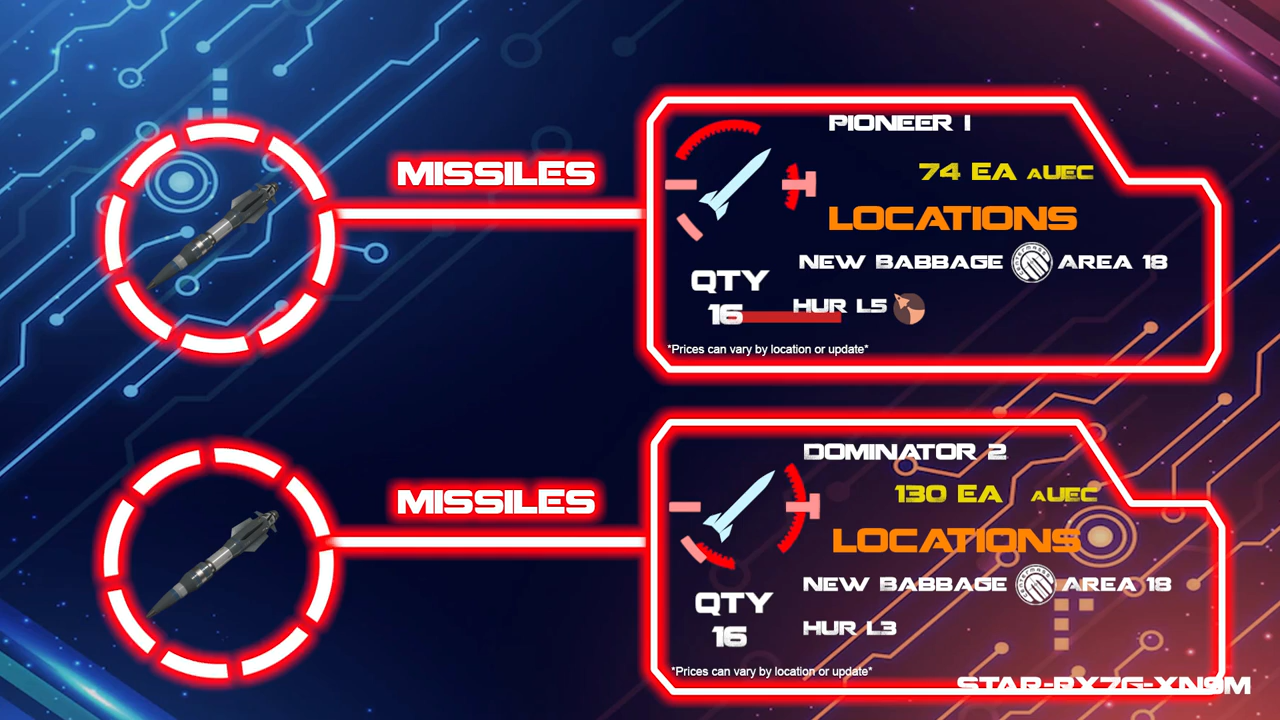 MISSILES
PIONEER 1
74 EA AUEC
LOCATIONS
NEW BABBAGE AREA 18
QTY
16
HUR L5
*Prices can vary by location or update*
MISSILES
DOMINATOR 2
130 EA AUEC
LOCATIONS
NEW BABBAGE AREA 18
QTY
16
HUR L3
*Prices can vary by location or update*
STAR-RX7G-XN9M